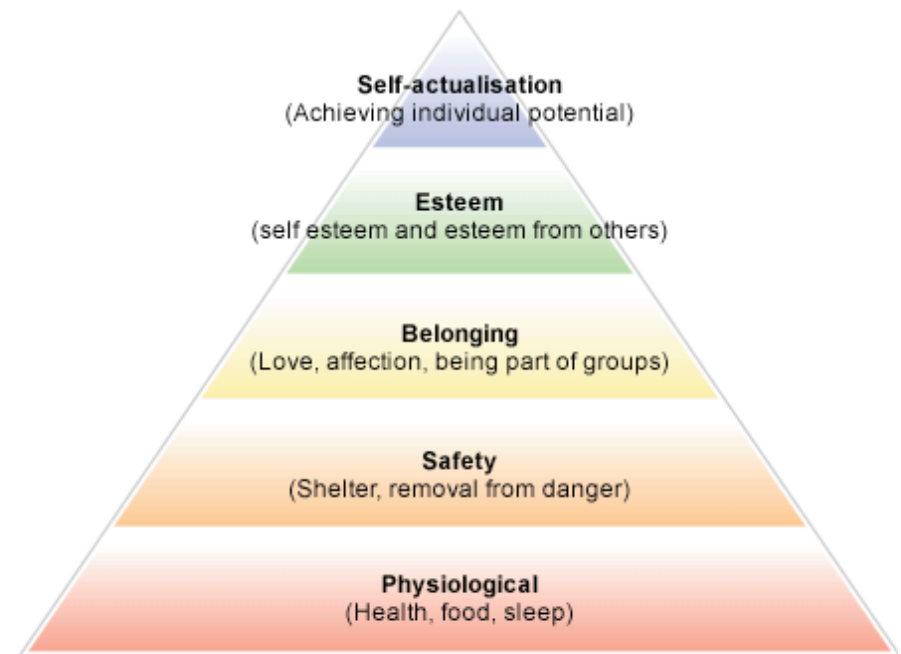 Self-actualisation
(Achieving individual potential)
Esteem
(self esteem and esteem from others)
Belonging
(Love, affection, being part of groups)
Safety
(Shelter, removal from danger)
Physiological
(Health, food, sleep)